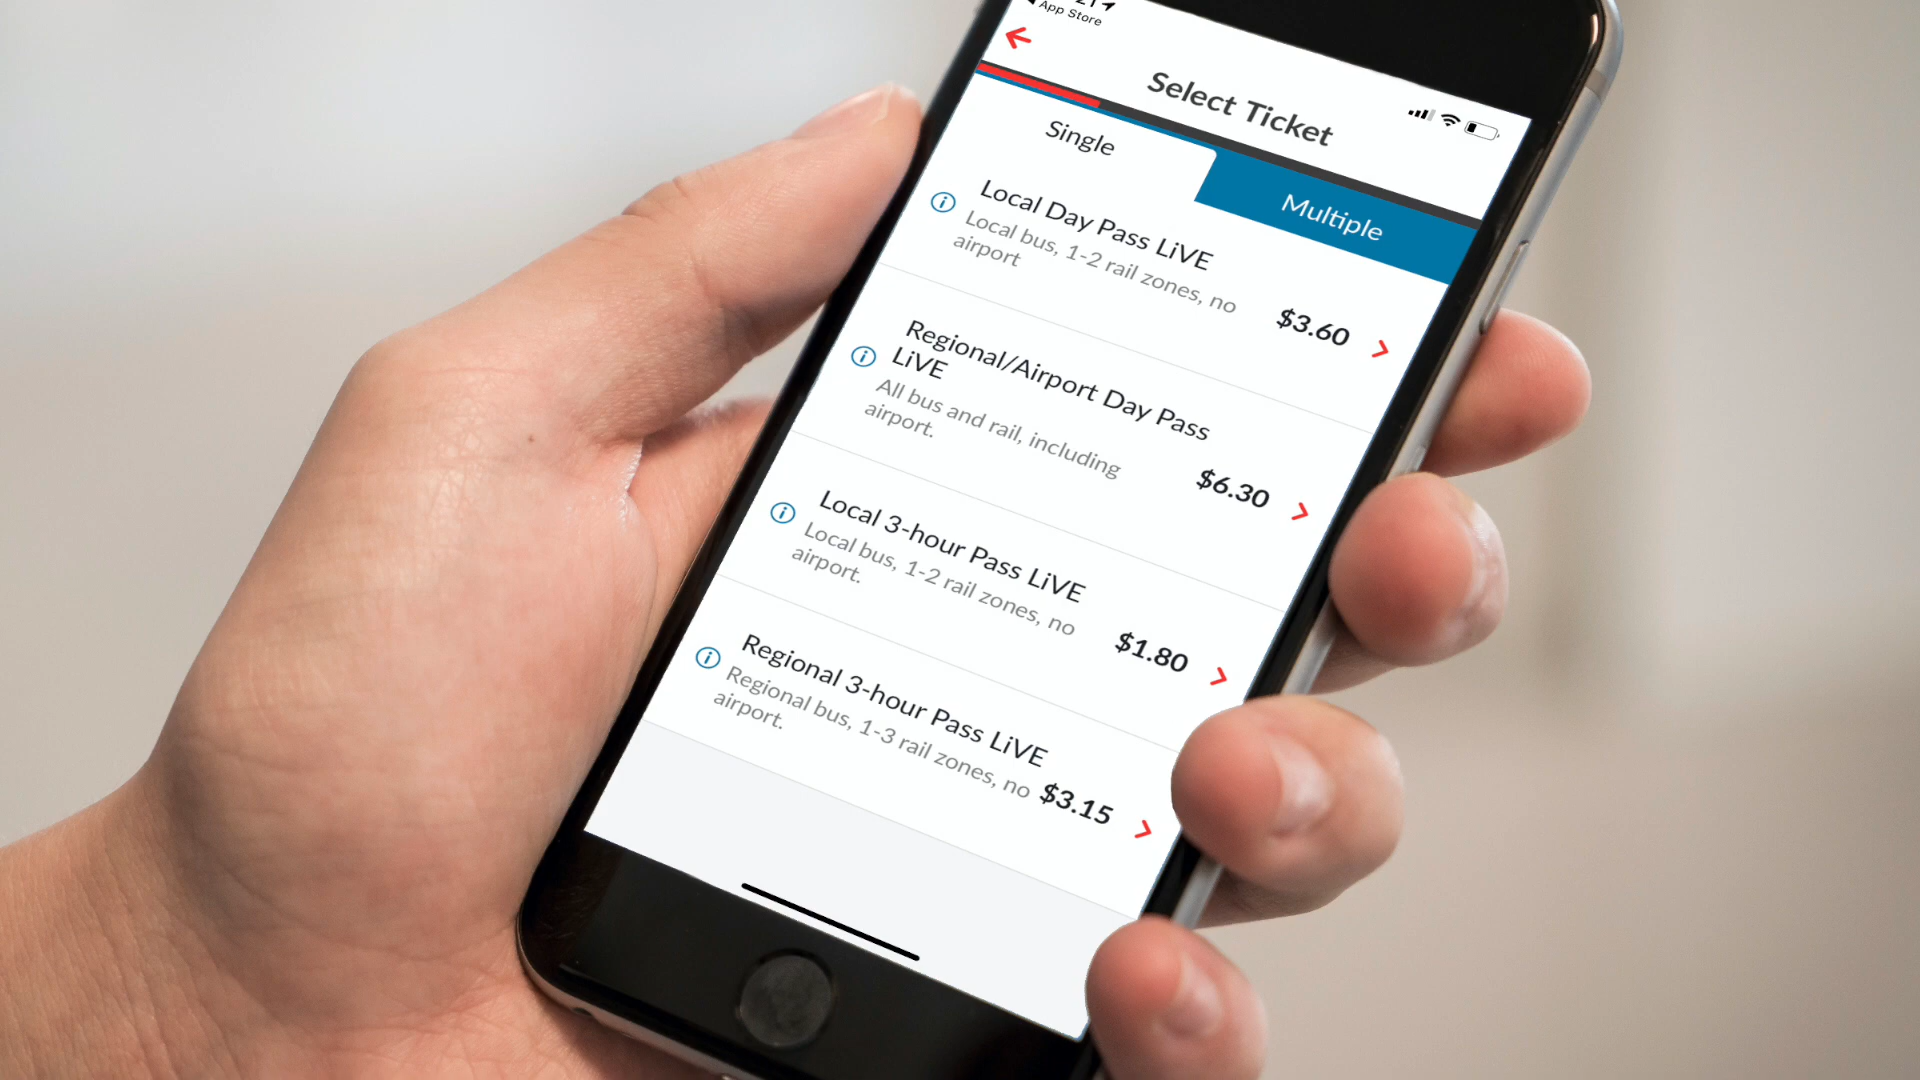 App Store
Select Ticket
Single
Multiple
Local Day Pass LiVE
Local bus, 1-2 rail zones, no
airport
$3.60
Regional/Airport Day Pass
LiVE
All bus and rail, including
airport.
$6.30
Local 3-hour Pass LiVE
Local bus, 1-2 rail zones, no
airport.
$1.80
Regional 3-hour Pass LiVE
Regional bus, 1-3 rail zones, no
airport.
$3.15